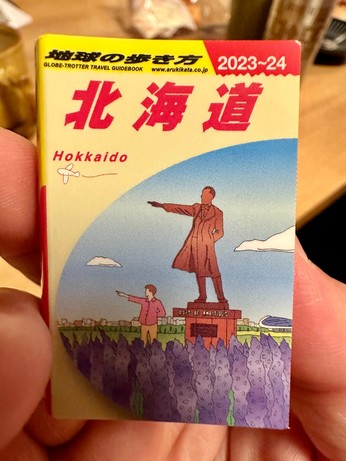 地球の歩き方
GLOBE-TROTTER TRAVEL GUIDEBOOK www.arukikata.co.jp
2023~24
北海道
Hokkaido